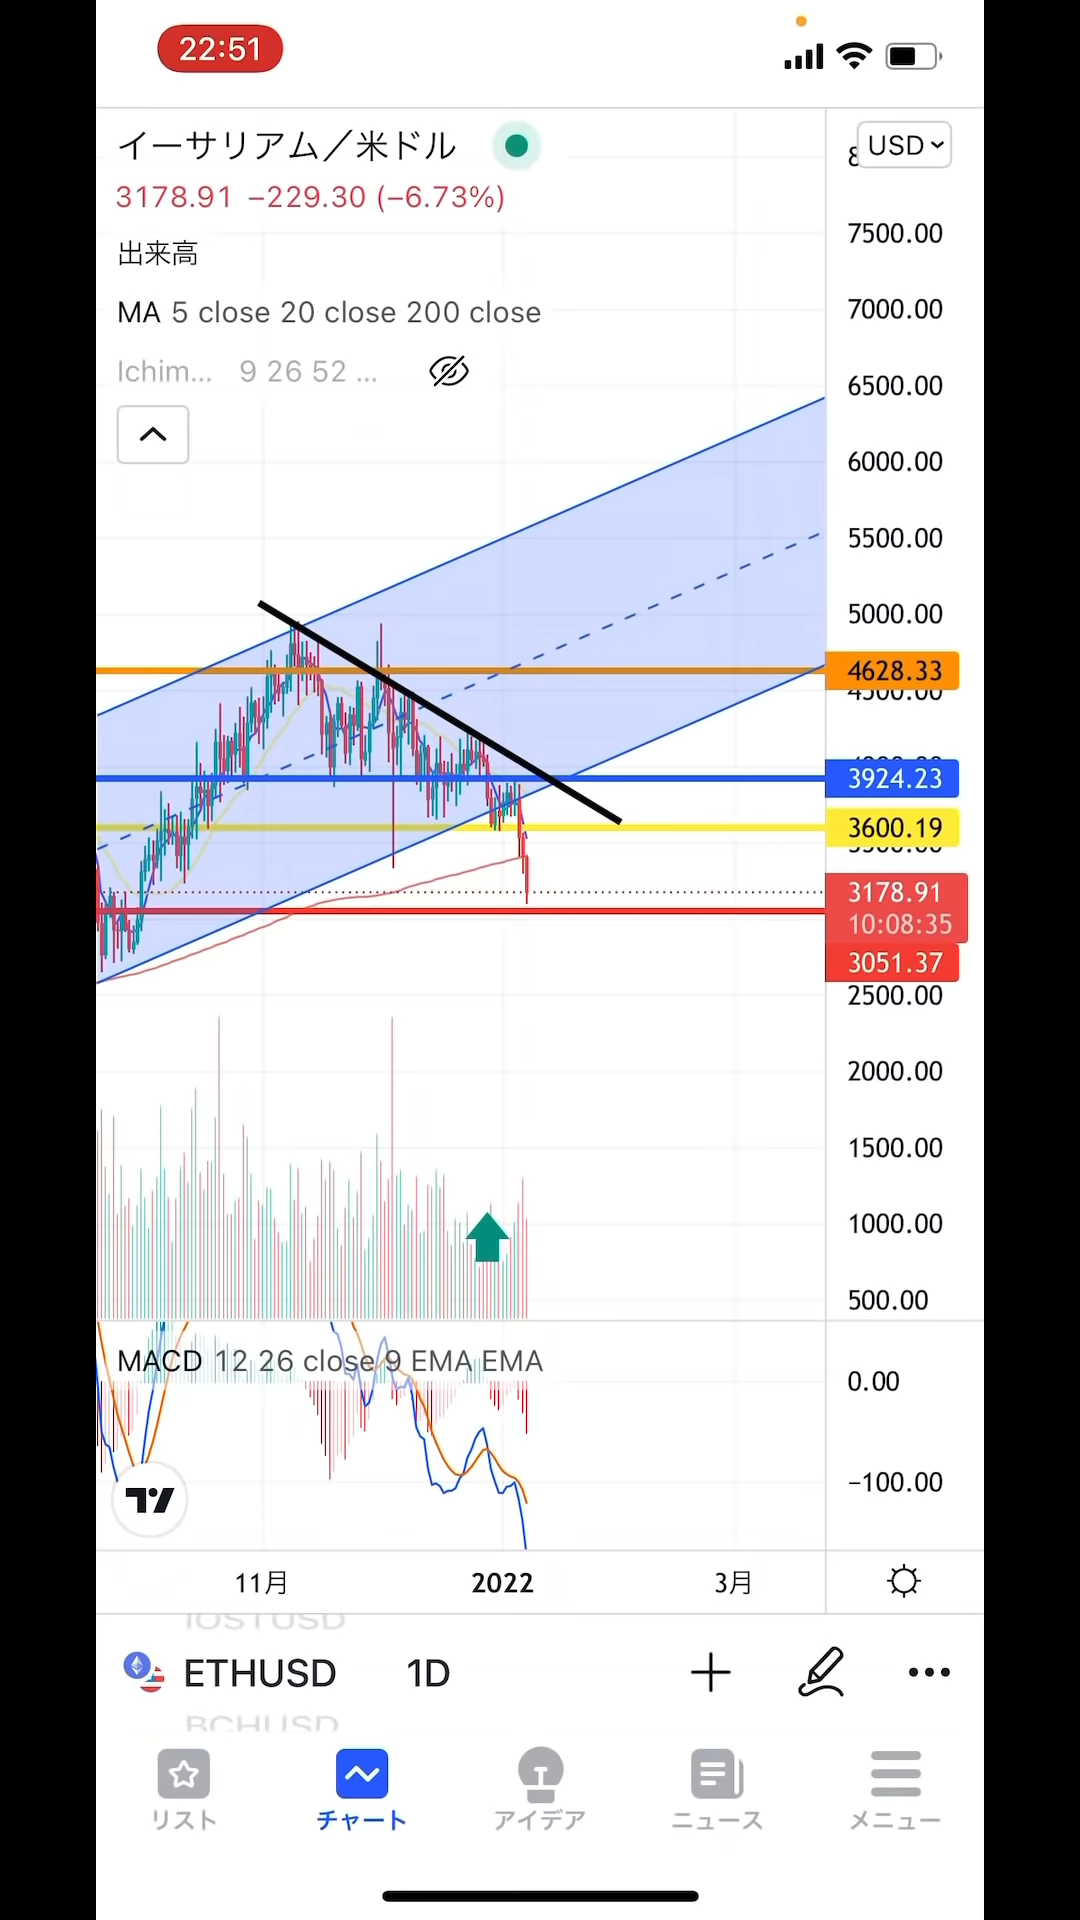 22:51
イーサリアム／米ドル
USD
3178.91 −229.30 (−6.73%)
出来高
MA 5 close 20 close 200 close
Ichim... 9 26 52 ...
7500.00
7000.00
6500.00
6000.00
5500.00
5000.00
4628.33
4500.00
3924.23
3600.19
3178.91
10:08:35
3051.37
2500.00
2000.00
1500.00
1000.00
500.00
MACD 12 26 close 9 EMA EMA
0.00
−100.00
11月 2022 3月
IOSTUSD
ETHUSD 1D
BCHUSD
リスト チャート アイデア ニュース メニュー